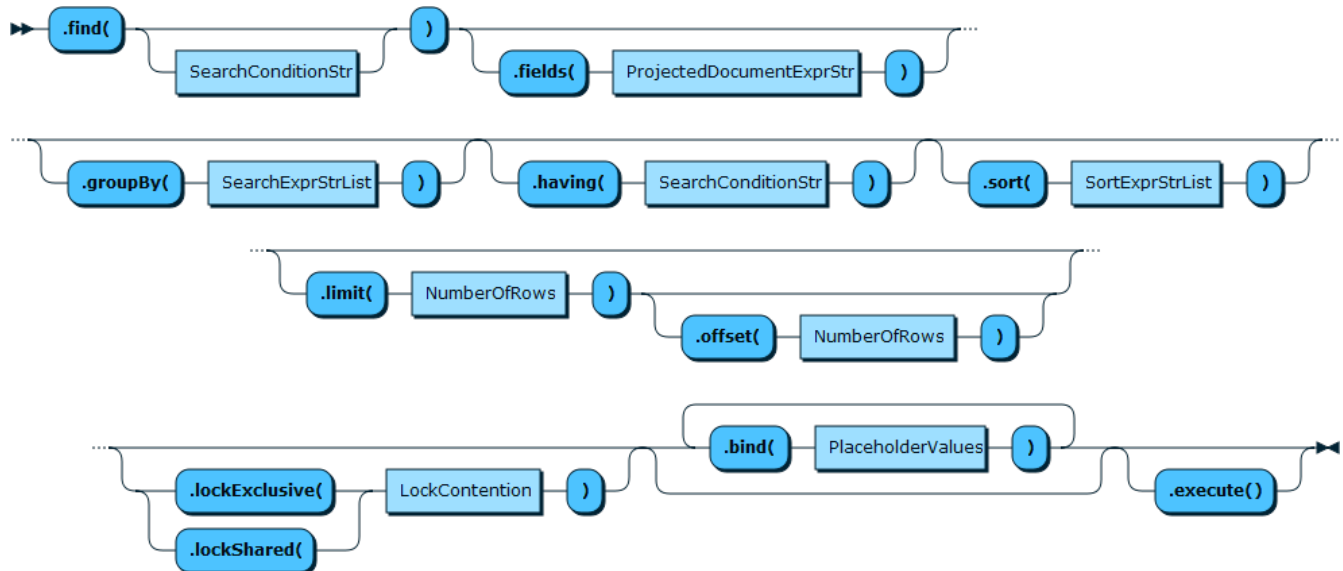 .find( SearchConditionStr ) .fields( ProjectedDocumentExprStr )
.groupBy( SearchExprStrList ) .having( SearchConditionStr ) .sort( SortExprStrList )
.limit( NumberOfRows )
.offset( NumberOfRows )
.bind( PlaceholderValues )
.lockExclusive( LockContention ) .execute()
.lockShared(